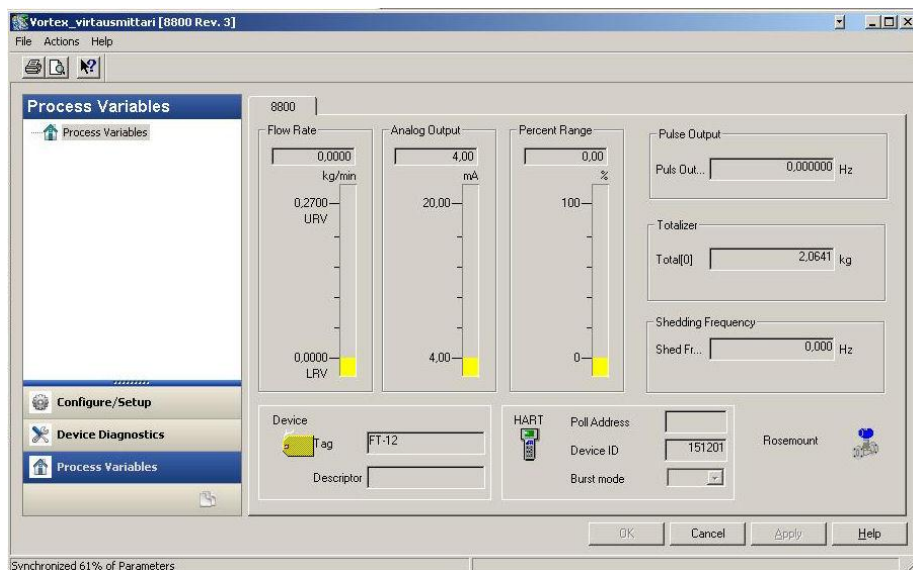 Vortex_virtausmittari [8800 Rev. 3]
File Actions Help
Process Variables
Process Variables
Configure/Setup
Device Diagnostics
Process Variables
8800
Flow Rate
0,0000
kg/min
0,2700
URV
0,0000
LRV
Analog Output
4,00
mA
20,00
4,00
Percent Range
0,00
%
100
0
Pulse Output
Puls Out... 0,000000 Hz
Totalizer
Total[0] 2,0641 kg
Shedding Frequency
Shed Fr... 0,000 Hz
Device
Tag FT-12
Descriptor
HART
Poll Address
Device ID 151201
Burst mode
Rosemount
OK Cancel Apply Help
Synchronized 61% of Parameters